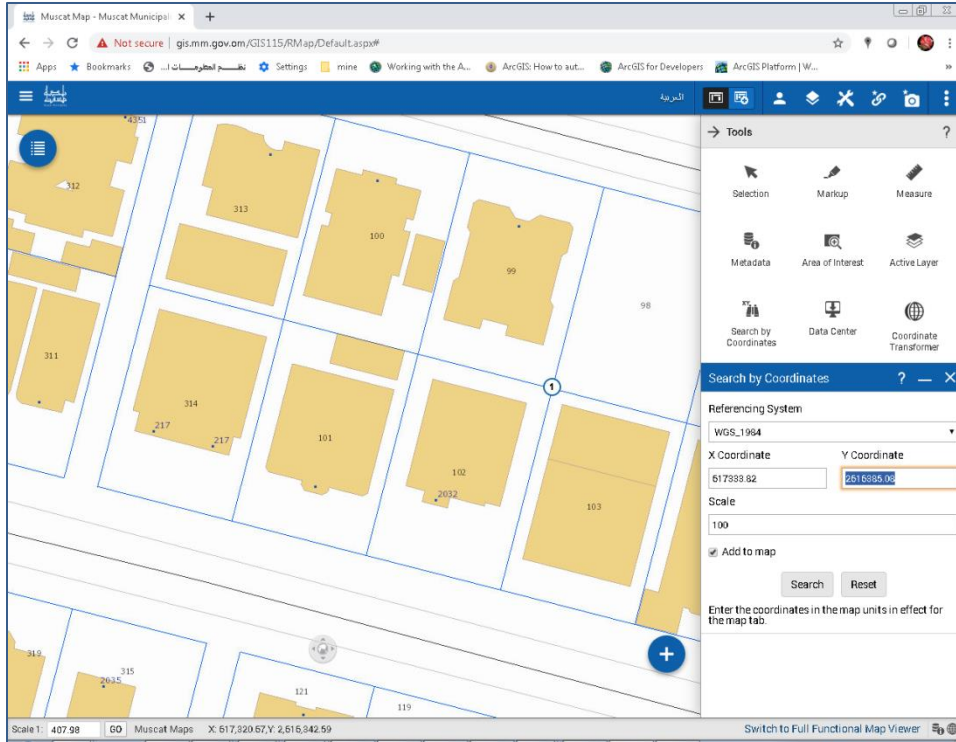 Muscat Map - Muscat Municipal
Not secure | gis.mm.gov.om/GIS115/RMap/Default.aspx#
Apps Bookmarks Settings mine Working with the A... ArcGIS: How to aut... ArcGIS for Developers ArcGIS Platform | W... »
العربية
Tools ?
Selection Markup Measure
Metadata Area of Interest Active Layer
Search by Coordinates Data Center Coordinate Transformer
Search by Coordinates ?
Referencing System
WGS_1984
X Coordinate Y Coordinate
517333.82 2515385.08
Scale
100
Add to map
Search Reset
Enter the coordinates in the map units in effect for
the map tab.
4351
312
313
100
99
98
311
314
217
217
101
1
102
2032
103
319
315
2035
121
119
Scale 1: 407.98 GO Muscat Maps X: 517,320.57,Y: 2,515,342.59 Switch to Full Functional Map Viewer